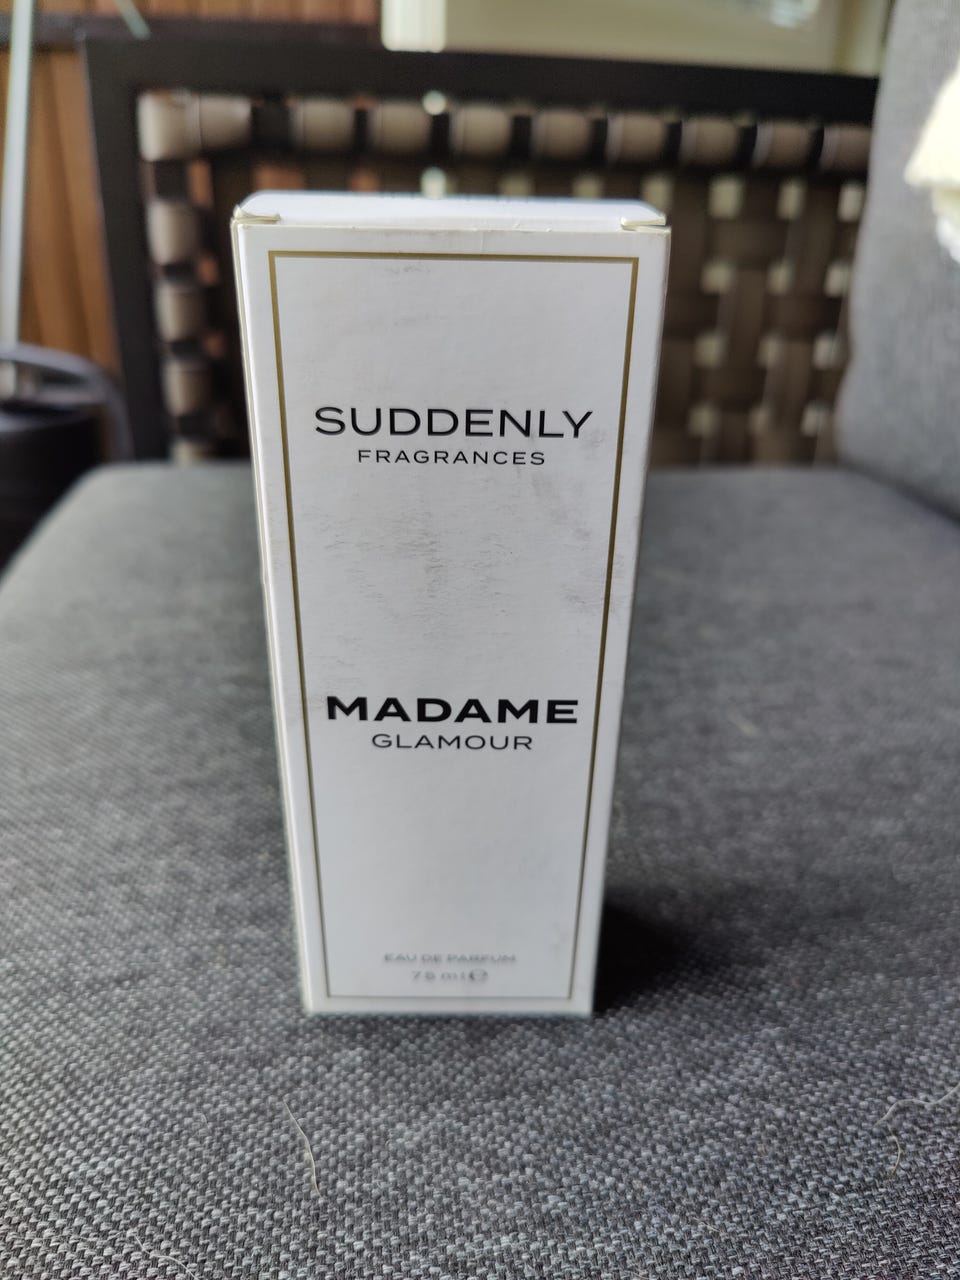 SUDDENLY
FRAGRANCES
MADAME
GLAMOUR
EAU DE PARFUM
75 ml ℮